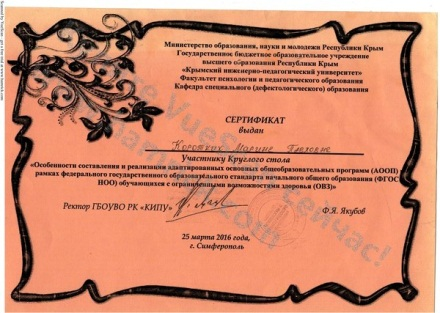 Министерство образования, науки и молодежи Республики Крым
Государственное бюджетное образовательное учреждение
высшего образования Республики Крым
«Крымский инженерно-педагогический университет»
Факультет психологии и педагогического образования
Кафедра специального (дефектологического) образования
СЕРТИФИКАТ
выдан
Коротких Марине
Участнику Круглого стола
«Особенности составления и реализации адаптированных основных общеобразовательных программ (АООП) в
рамках федерального государственного образовательного стандарта начального общего образования (ФГОС
НОО) обучающихся с ограниченными возможностями здоровья (ОВЗ)»
Ректор ГБОУВО РК «КИПУ»
Ф.Я. Якубов
25 марта 2016 года,
г. Симферополь